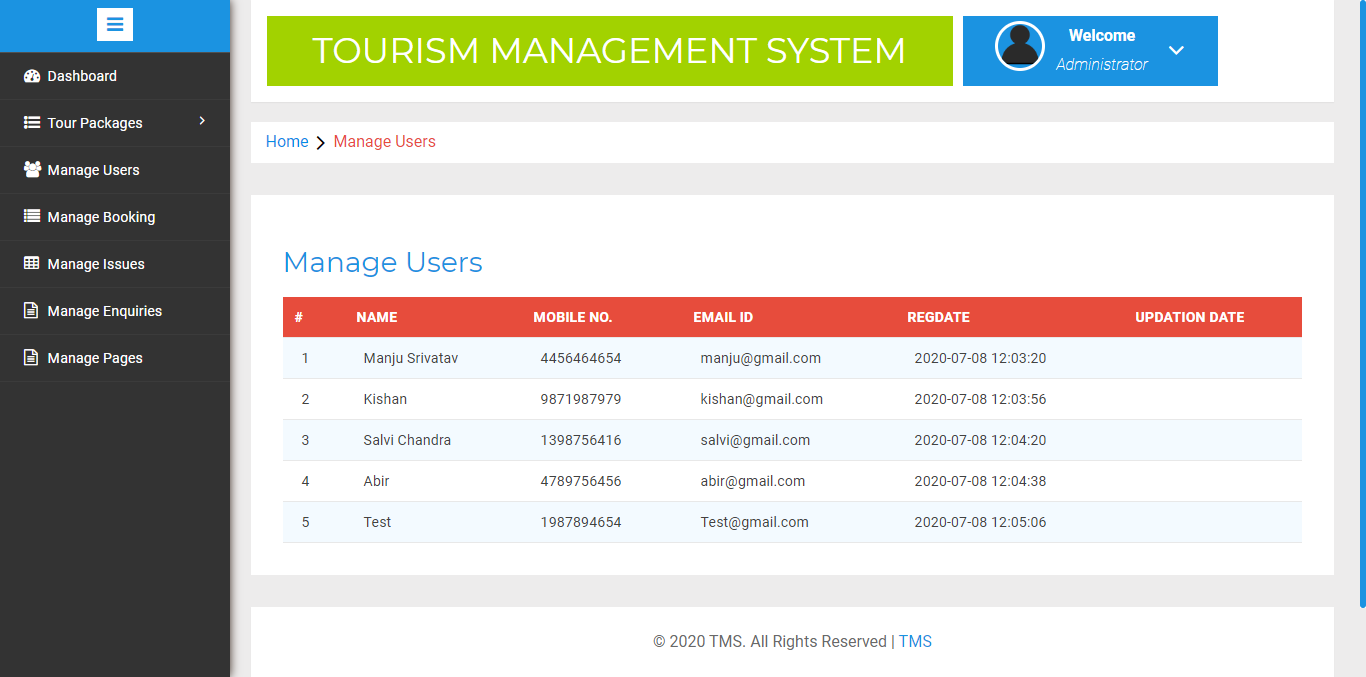 TOURISM MANAGEMENT SYSTEM
Welcome
Administrator
Dashboard
Tour Packages
Manage Users
Manage Booking
Manage Issues
Manage Enquiries
Manage Pages
Home Manage Users
Manage Users
# NAME MOBILE NO. EMAIL ID REGDATE UPDATION DATE
1 Manju Srivatav 4456464654 manju@gmail.com 2020-07-08 12:03:20
2 Kishan 9871987979 kishan@gmail.com 2020-07-08 12:03:56
3 Salvi Chandra 1398756416 salvi@gmail.com 2020-07-08 12:04:20
4 Abir 4789756456 abir@gmail.com 2020-07-08 12:04:38
5 Test 1987894654 Test@gmail.com 2020-07-08 12:05:06
© 2020 TMS. All Rights Reserved | TMS